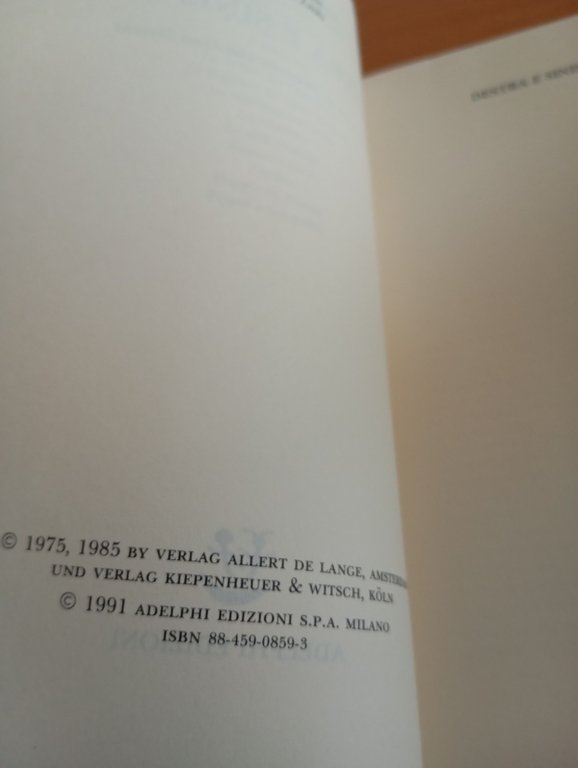 © 1975, 1985 BY VERLAG ALLERT DE LANGE,
UND VERLAG KIEPENHEUER & WITSCH, KÖLN
© 1991 ADELPHI EDIZIONI S.P.A. MILANO
ISBN 88-459-0859-3